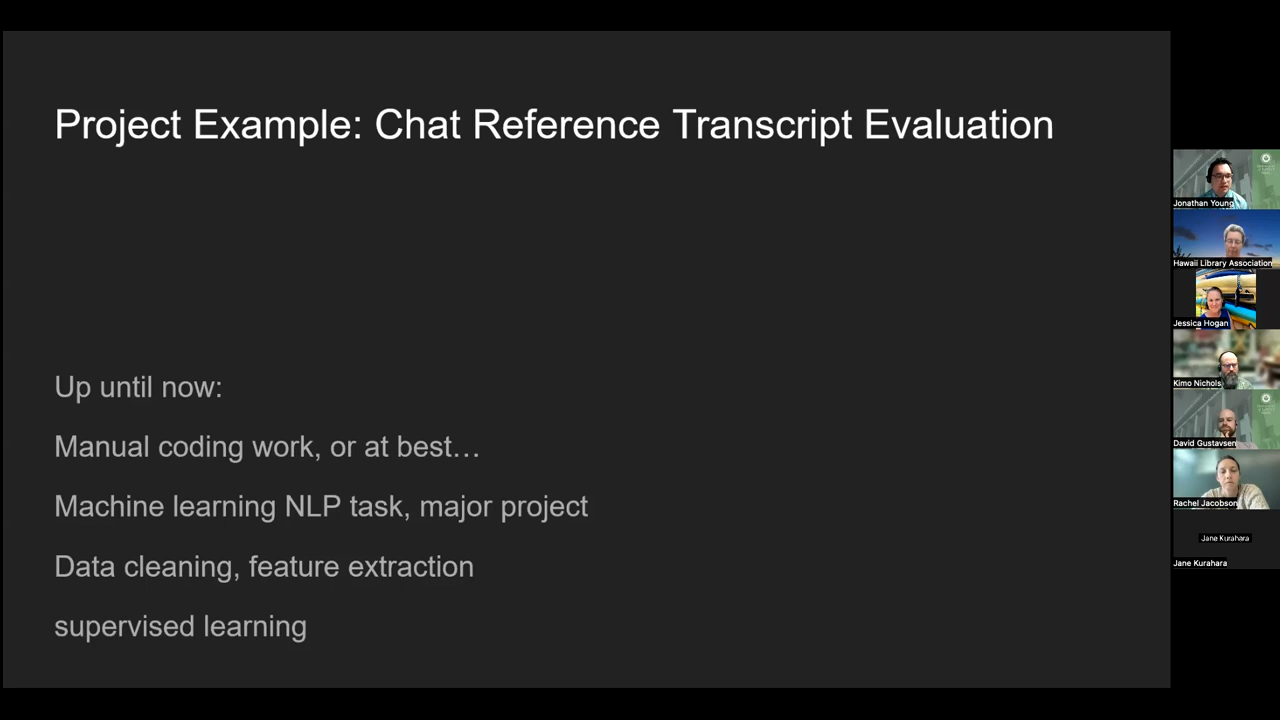 Project Example: Chat Reference Transcript Evaluation
Up until now:
Manual coding work, or at best…
Machine learning NLP task, major project
Data cleaning, feature extraction
supervised learning
Jonathan Young
Hawaii Library Association
Jessica Hogan
Kimo Nichols
David Gustavsen
Rachel Jacobson
Jane Kurahara
Jane Kurahara